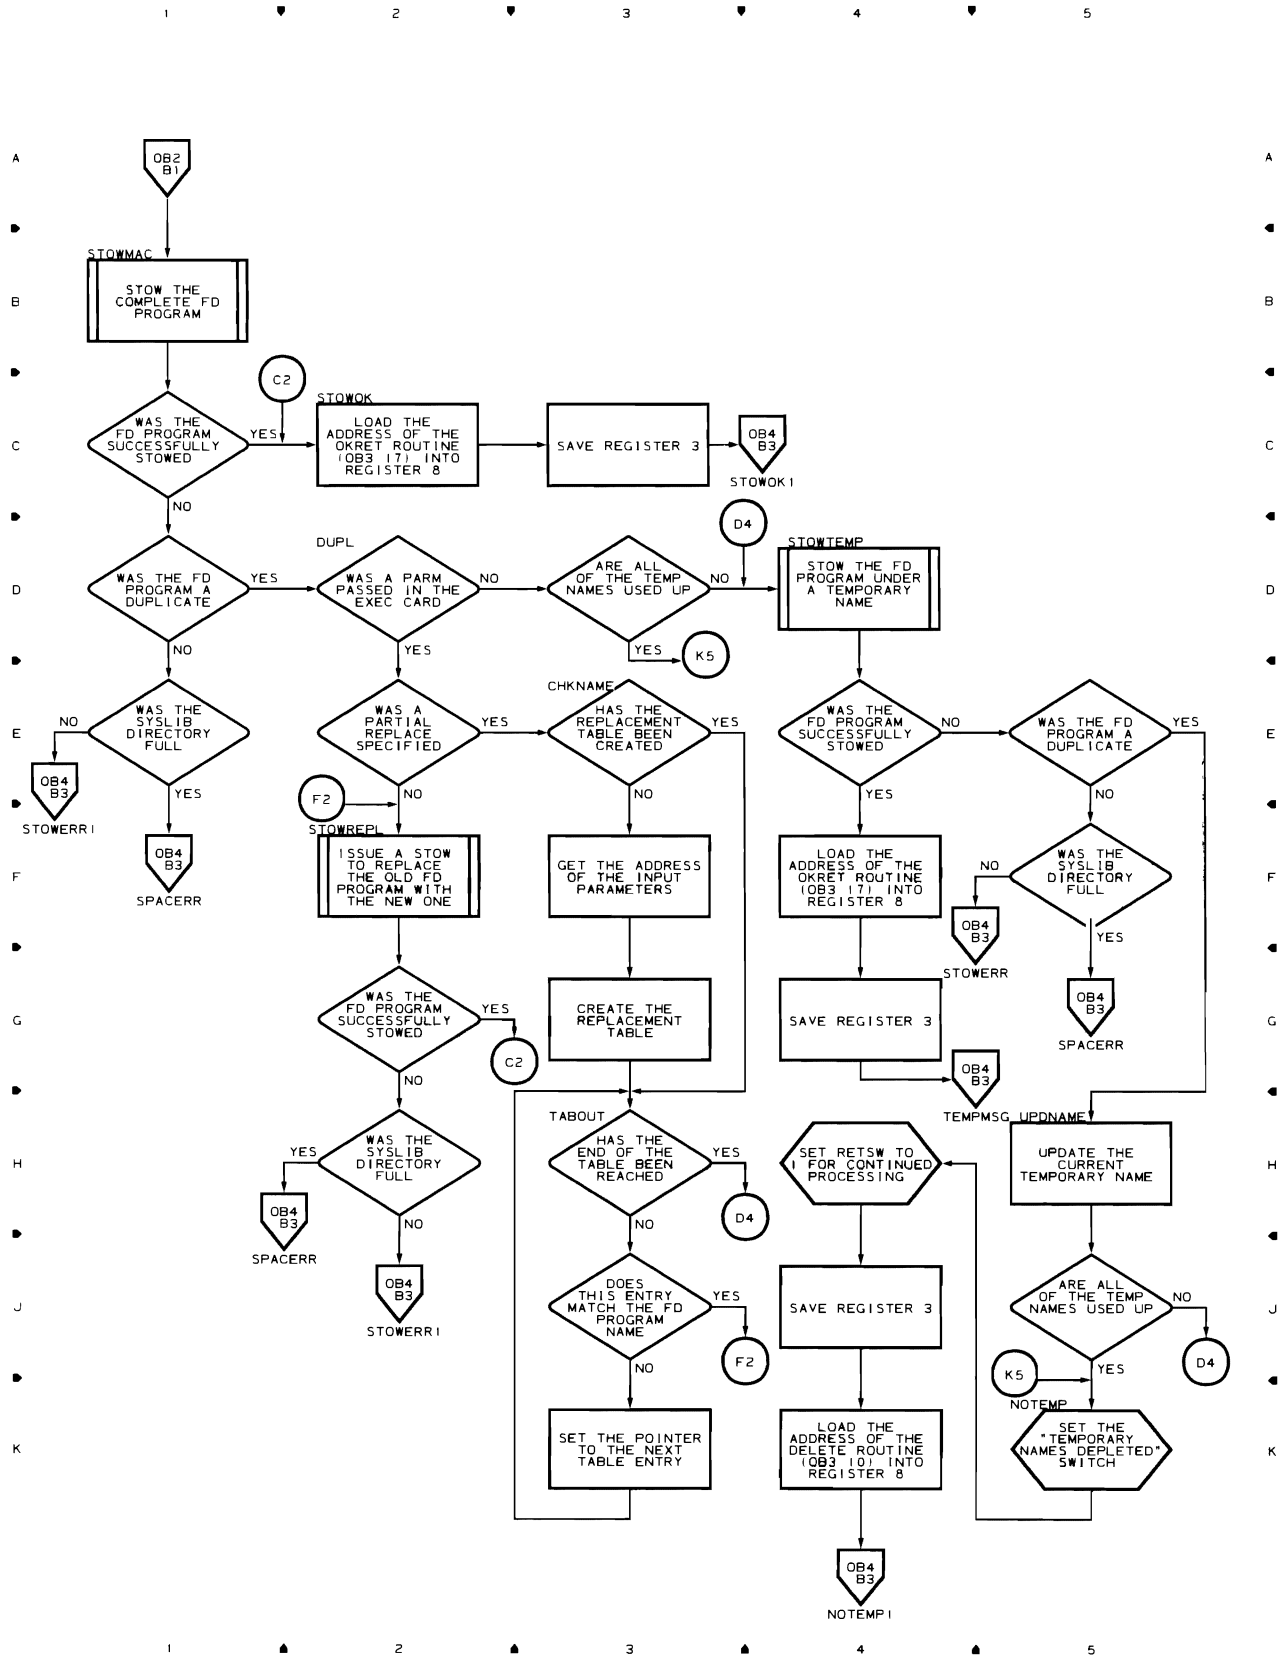 1 2 3 4 5
A
OB2
B1
A
STOWMAC
B
STOW THE
COMPLETE FD
PROGRAM
B
C2
C
WAS THE
FD PROGRAM
SUCCESSFULLY
STOWED
YES
STOWOK
LOAD THE
ADDRESS OF THE
OKRET ROUTINE
(OB3 17) INTO
REGISTER 8
SAVE REGISTER 3
OB4
B3
STOWOK1
C
NO
D4
D
WAS THE FD
PROGRAM A
DUPLICATE
YES
DUPL
WAS A PARM
PASSED IN THE
EXEC CARD
NO
ARE ALL
OF THE TEMP
NAMES USED UP
NO
STOWTEMP
STOW THE FD
PROGRAM UNDER
A TEMPORARY
NAME
D
NO
YES
YES
K5
E
NO
WAS THE
SYSLIB
DIRECTORY
FULL
WAS A
PARTIAL
REPLACE
SPECIFIED
YES
CHKNAME
HAS THE
REPLACEMENT
TABLE BEEN
CREATED
YES
WAS THE
FD PROGRAM
SUCCESSFULLY
STOWED
NO
WAS THE FD
PROGRAM A
DUPLICATE
YES
E
OB4
B3
STOWERR1
YES
F2
NO
NO
YES
NO
F
OB4
B3
SPACERR
STOWREPL
ISSUE A STOW
TO REPLACE
THE OLD FD
PROGRAM WITH
THE NEW ONE
GET THE ADDRESS
OF THE INPUT
PARAMETERS
LOAD THE
ADDRESS OF THE
OKRET ROUTINE
(OB3 17) INTO
REGISTER 8
NO
WAS THE
SYSLIB
DIRECTORY
FULL
F
OB4
B3
STOWERR
YES
G
WAS THE
FD PROGRAM
SUCCESSFULLY
STOWED
YES
CREATE THE
REPLACEMENT
TABLE
SAVE REGISTER 3
OB4
B3
SPACERR
G
C2
NO
OB4
B3
TEMPMSG
H
YES
WAS THE
SYSLIB
DIRECTORY
FULL
TABOUT
HAS THE
END OF THE
TABLE BEEN
REACHED
YES
SET RETSW TO
1 FOR CONTINUED
PROCESSING
UPDNAME
UPDATE THE
CURRENT
TEMPORARY NAME
H
OB4
B3
SPACERR
NO
NO
D4
J
OB4
B3
STOWERR1
DOES
THIS ENTRY
MATCH THE FD
PROGRAM
NAME
YES
SAVE REGISTER 3
ARE ALL
OF THE TEMP
NAMES USED UP
NO
J
NO
F2
K5
YES
D4
K
SET THE POINTER
TO THE NEXT
TABLE ENTRY
LOAD THE
ADDRESS OF THE
DELETE ROUTINE
(OB3 10) INTO
REGISTER 8
NOTEMP
SET THE
"TEMPORARY
NAMES DEPLETED"
SWITCH
K
OB4
B3
NOTEMP1
1 2 3 4 5